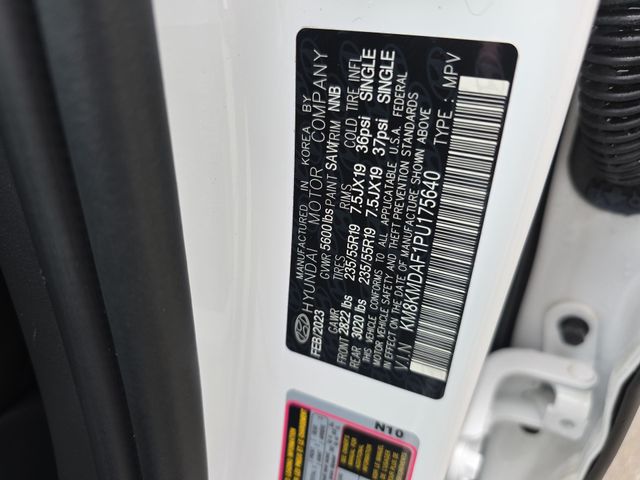 MANUFACTURED IN KOREA BY
HYUNDAI MOTOR COMPANY
FEB/2023 GVWR 5600lbs PAINT SAW TRIM NNB
GAWR TIRES RIMS COLD TIRE INFL
FRONT 2822 lbs 235/55R19 7.5JX19 36psi SINGLE
REAR 3020 lbs 235/55R19 7.5JX19 37psi SINGLE
THIS VEHICLE CONFORMS TO ALL APPLICABLE U.S.A. FEDERAL
MOTOR VEHICLE SAFETY AND THEFT PREVENTION STANDARDS
IN EFFECT ON THE DATE OF MANUFACTURE SHOWN ABOVE
V.I.N KM8KMDAF1PU175640 TYPE: MPV
N10